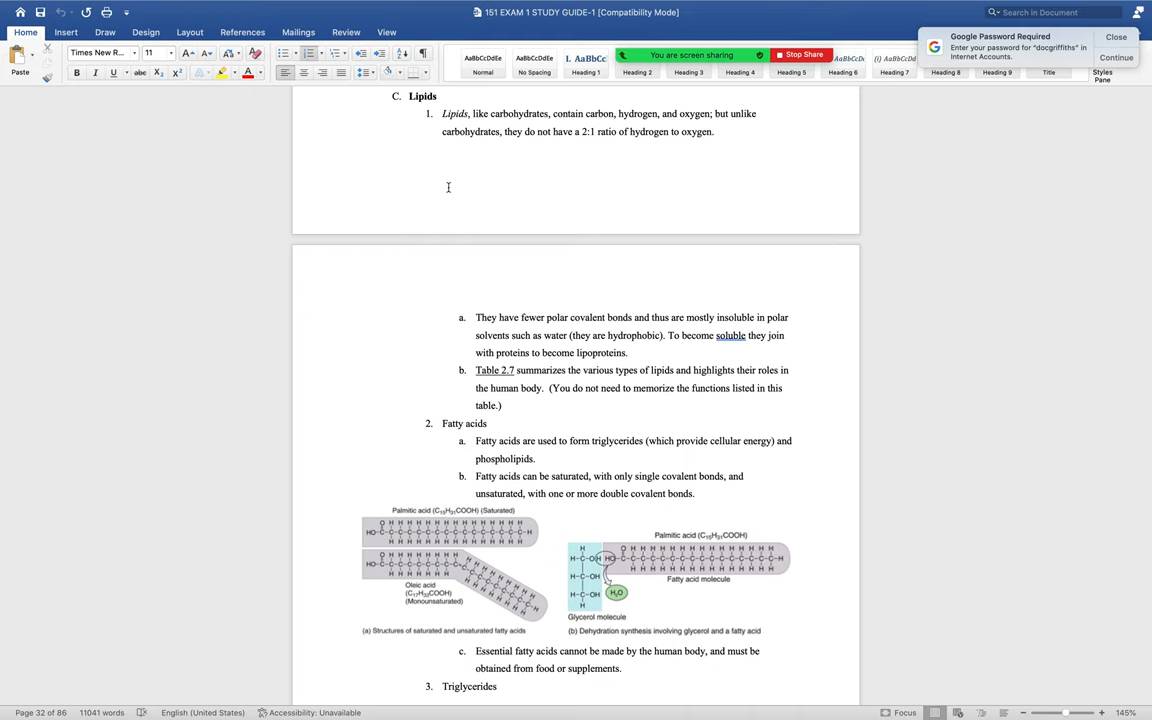 151 EXAM 1 STUDY GUIDE-1 [Compatibility Mode]
Search in Document
Home Insert Draw Design Layout References Mailings Review View
Google Password Required
Enter your password for "docgriffiths" in
Internet Accounts.
Close
Continue
Paste
Times New R...
11
You are screen sharing
Stop Share
AaBbCcDdEe
Normal
AaBbCcDdEe
No Spacing
I. AaBbCc
Heading 1
Heading 2
Heading 3
Heading 4
Heading 5
Heading 6
Heading 7
Heading 8
Heading 9
Title
Styles
Pane
C. Lipids
1. Lipids, like carbohydrates, contain carbon, hydrogen, and oxygen; but unlike
carbohydrates, they do not have a 2:1 ratio of hydrogen to oxygen.
a. They have fewer polar covalent bonds and thus are mostly insoluble in polar
solvents such as water (they are hydrophobic). To become soluble they join
with proteins to become lipoproteins.
b. Table 2.7 summarizes the various types of lipids and highlights their roles in
the human body. (You do not need to memorize the functions listed in this
table.)
2. Fatty acids
a. Fatty acids are used to form triglycerides (which provide cellular energy) and
phospholipids.
b. Fatty acids can be saturated, with only single covalent bonds, and
unsaturated, with one or more double covalent bonds.
Palmitic acid (C15H31COOH) (Saturated)
Oleic acid
(C17H33COOH)
(Monounsaturated)
(a) Structures of saturated and unsaturated fatty acids
Palmitic acid (C15H31COOH)
Fatty acid molecule
H2O
Glycerol molecule
(b) Dehydration synthesis involving glycerol and a fatty acid
c. Essential fatty acids cannot be made by the human body, and must be
obtained from food or supplements.
3. Triglycerides
Page 32 of 86 11041 words English (United States) Accessibility: Unavailable Focus 145%